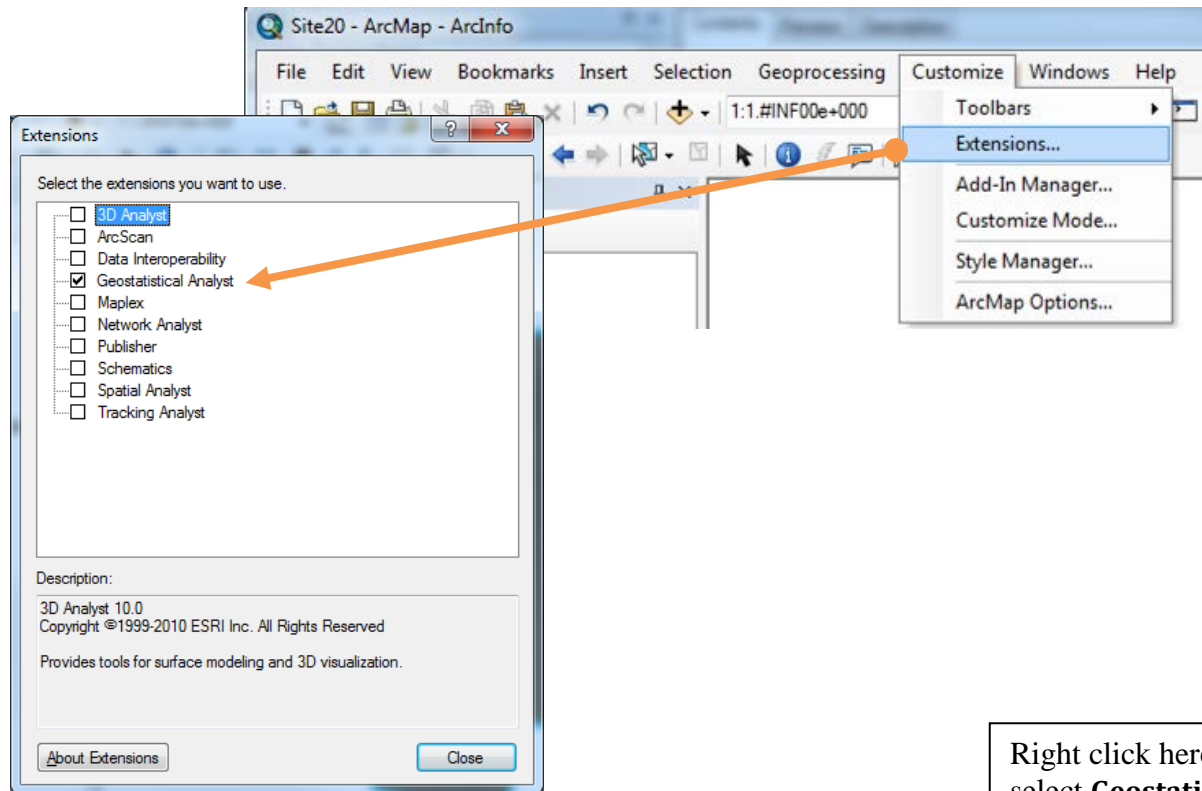 Site20 - ArcMap - ArcInfo
File Edit View Bookmarks Insert Selection Geoprocessing Customize Windows Help
1:1.#INF00e+000
Toolbars
Extensions...
Add-In Manager...
Customize Mode...
Style Manager...
ArcMap Options...
Extensions
Select the extensions you want to use.
3D Analyst
ArcScan
Data Interoperability
Geostatistical Analyst
Maplex
Network Analyst
Publisher
Schematics
Spatial Analyst
Tracking Analyst
Description:
3D Analyst 10.0
Copyright ©1999-2010 ESRI Inc. All Rights Reserved
Provides tools for surface modeling and 3D visualization.
About Extensions Close
Right click here
select Geostati